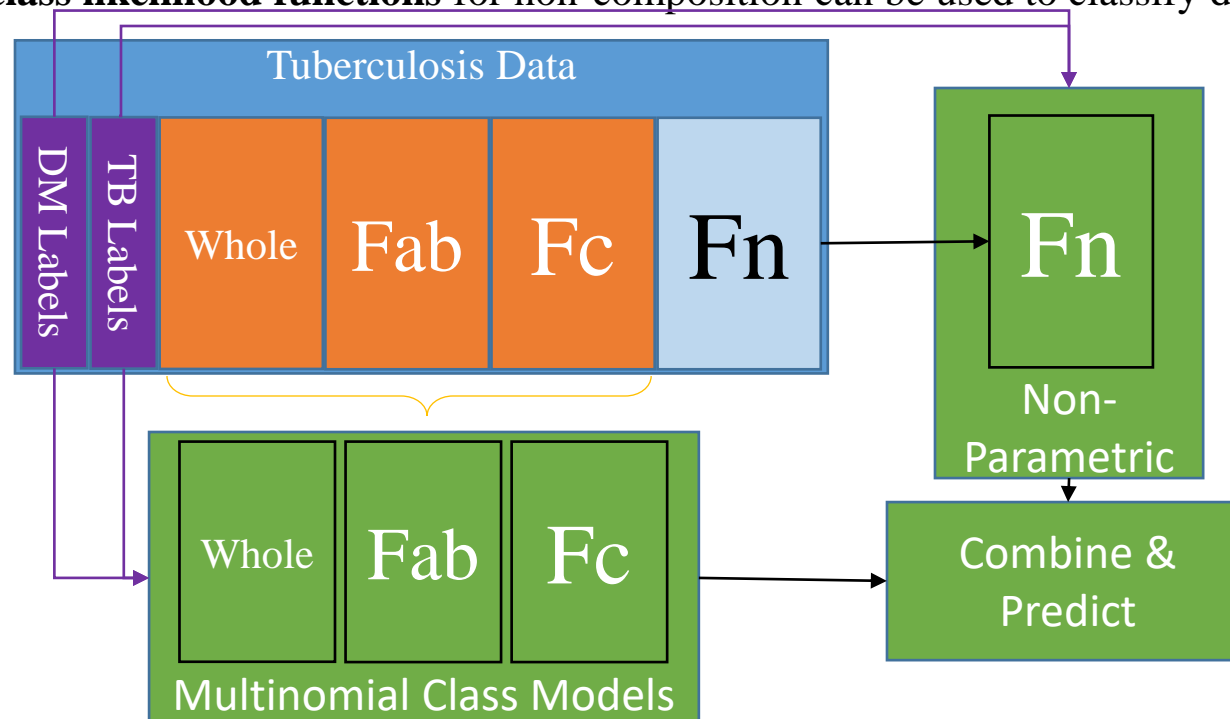 class likelihood functions for non-composition can be used to classify d
Tuberculosis Data
DM Labels
TB Labels
Whole
Fab
Fc
Fn
Fn
Non-
Parametric
Whole
Fab
Fc
Multinomial Class Models
Combine &
Predict